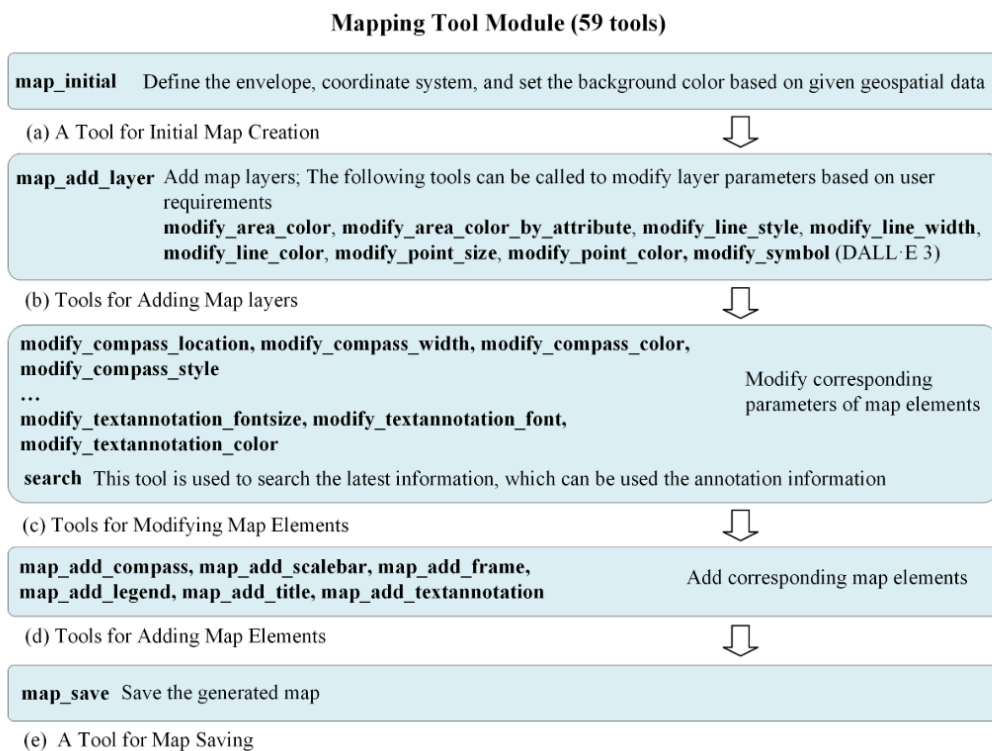 Mapping Tool Module (59 tools)
map_initial Define the envelope, coordinate system, and set the background color based on given geospatial data
(a) A Tool for Initial Map Creation
map_add_layer Add map layers; The following tools can be called to modify layer parameters based on user
requirements
modify_area_color, modify_area_color_by_attribute, modify_line_style, modify_line_width,
modify_line_color, modify_point_size, modify_point_color, modify_symbol (DALL·E 3)
(b) Tools for Adding Map layers
modify_compass_location, modify_compass_width, modify_compass_color,
modify_compass_style
...
modify_textannotation_fontsize, modify_textannotation_font,
modify_textannotation_color
Modify corresponding
parameters of map elements
search This tool is used to search the latest information, which can be used the annotation information
(c) Tools for Modifying Map Elements
map_add_compass, map_add_scalebar, map_add_frame,
map_add_legend, map_add_title, map_add_textannotation
Add corresponding map elements
(d) Tools for Adding Map Elements
map_save Save the generated map
(e) A Tool for Map Saving